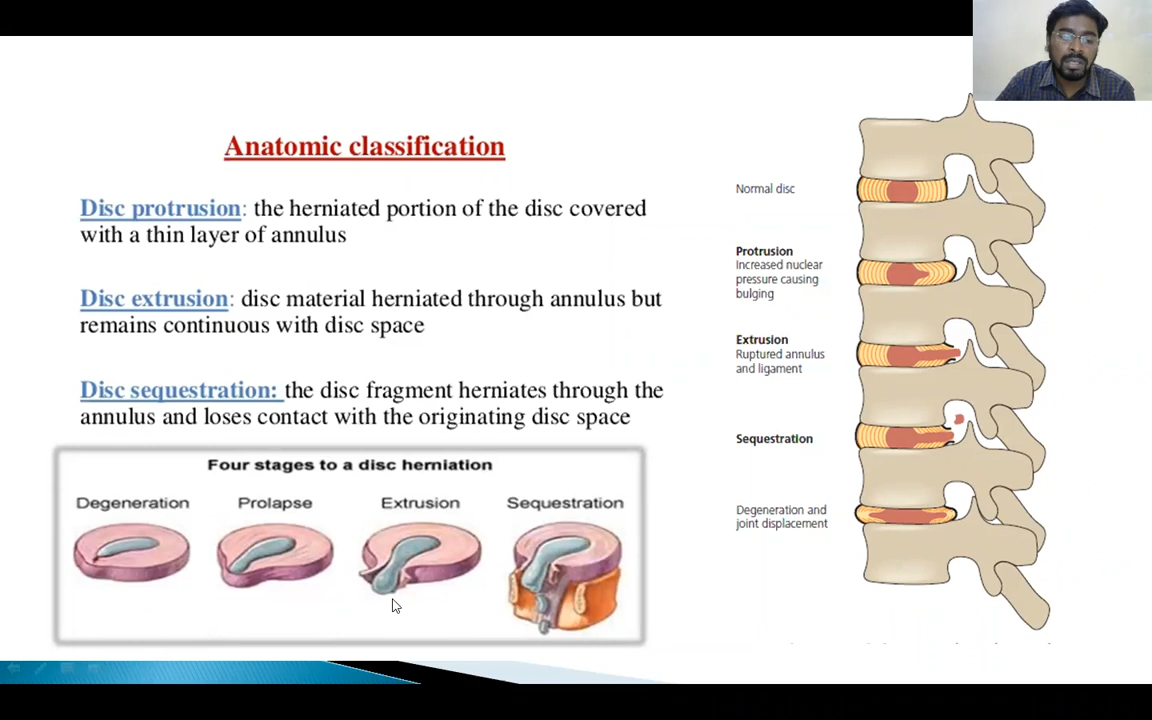 Anatomic classification
Disc protrusion: the herniated portion of the disc covered
with a thin layer of annulus
Disc extrusion: disc material herniated through annulus but
remains continuous with disc space
Disc sequestration: the disc fragment herniates through the
annulus and loses contact with the originating disc space
Four stages to a disc herniation
Degeneration
Prolapse
Extrusion
Sequestration
Normal disc
Protrusion
Increased nuclear
pressure causing
bulging
Extrusion
Ruptured annulus
and ligament
Sequestration
Degeneration and
joint displacement